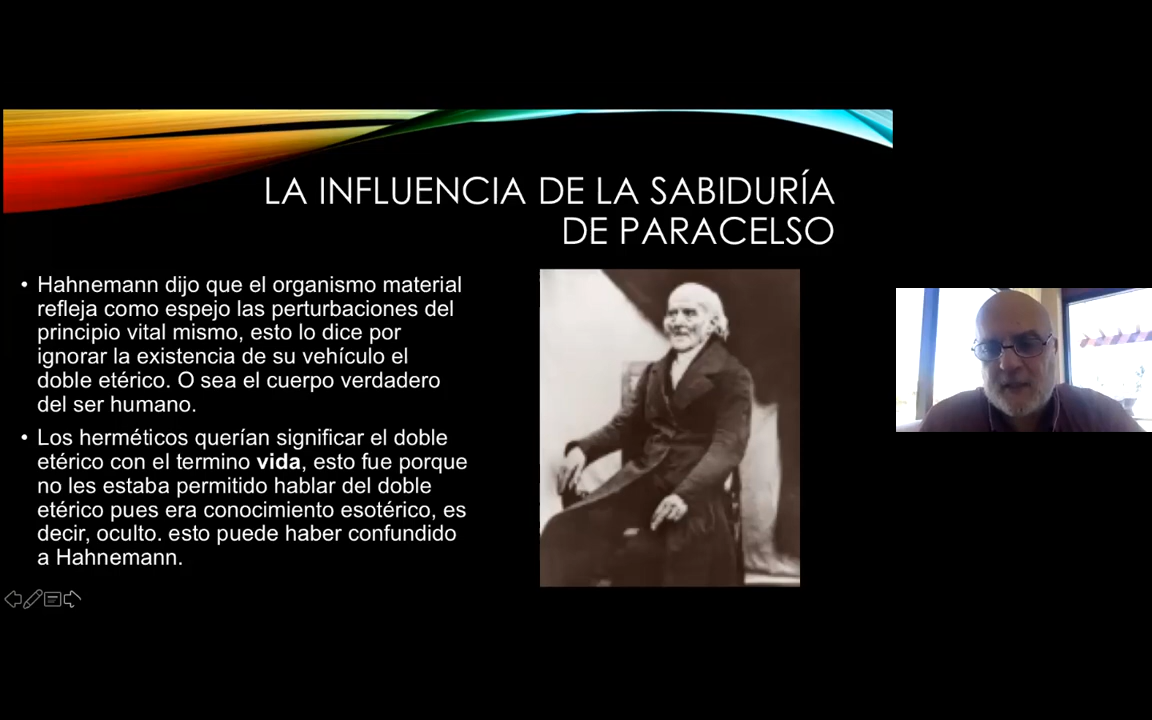 LA INFLUENCIA DE LA SABIDURÍA
DE PARACELSO
• Hahnemann dijo que el organismo material
refleja como espejo las perturbaciones del
principio vital mismo, esto lo dice por
ignorar la existencia de su vehículo el
doble etérico. O sea el cuerpo verdadero
del ser humano.
• Los herméticos querían significar el doble
etérico con el termino vida, esto fue porque
no les estaba permitido hablar del doble
etérico pues era conocimiento esotérico, es
decir, oculto. esto puede haber confundido
a Hahnemann.